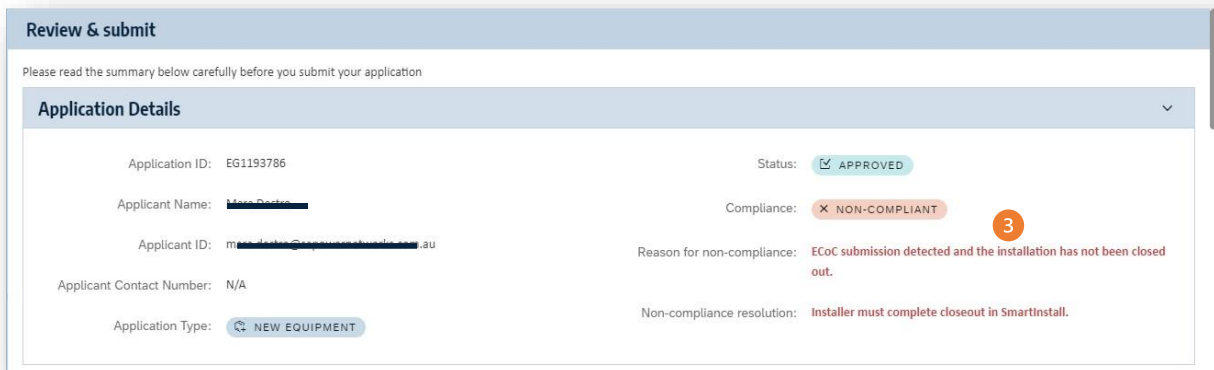 Review & submit
Please read the summary below carefully before you submit your application
Application Details
Application ID: EG1193786
Status: APPROVED
Applicant Name:
Compliance: × NON-COMPLIANT
3
Applicant ID: .au
Reason for non-compliance: ECoC submission detected and the installation has not been closed
out.
Applicant Contact Number: N/A
Non-compliance resolution: Installer must complete closeout in SmartInstall.
Application Type: NEW EQUIPMENT